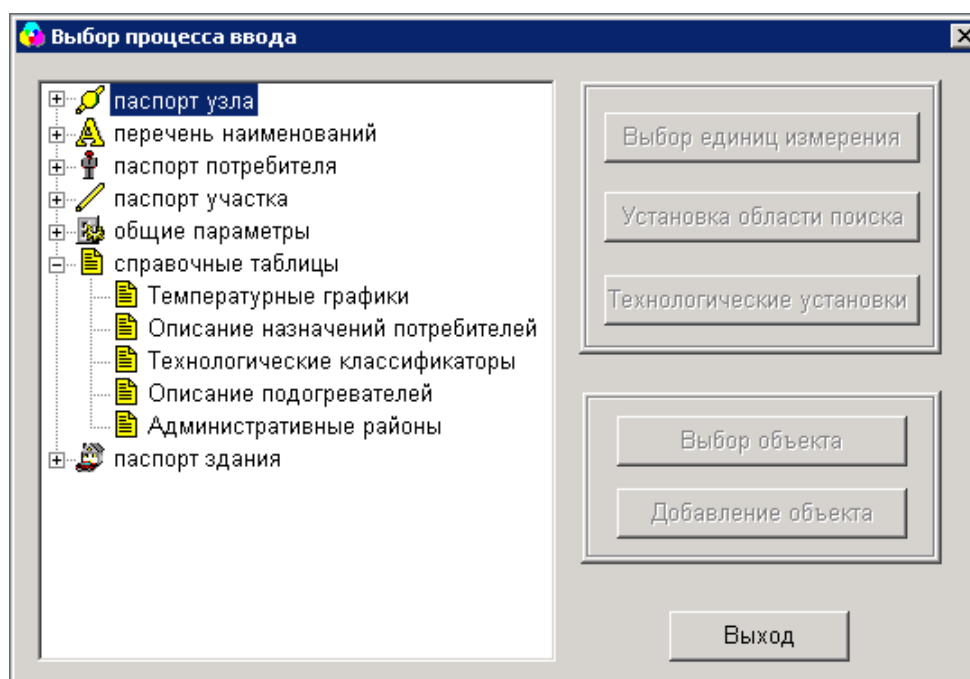 Выбор процесса ввода
паспорт узла
перечень наименований
паспорт потребителя
паспорт участка
общие параметры
справочные таблицы
Температурные графики
Описание назначений потребителей
Технологические классификаторы
Описание подогревателей
Административные районы
паспорт здания
Выбор единиц измерения
Установка области поиска
Технологические установки
Выбор объекта
Добавление объекта
Выход